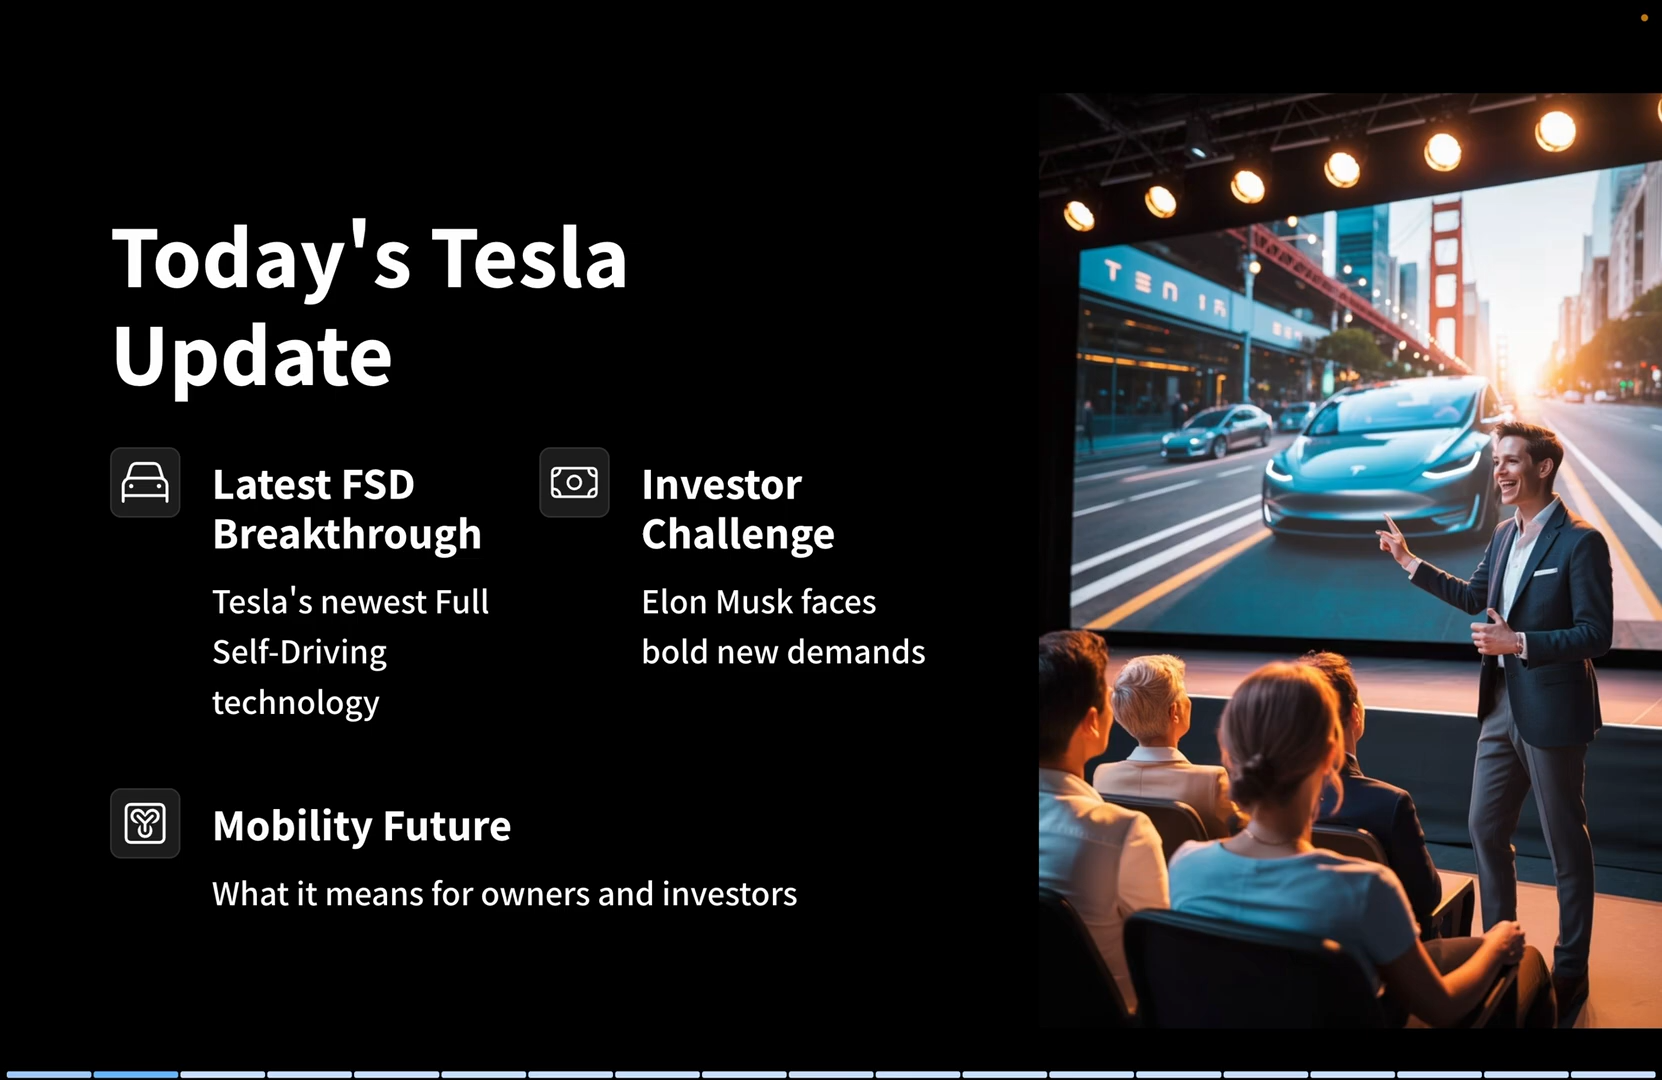 Today's Tesla
Update
Latest FSD
Breakthrough
Tesla's newest Full
Self-Driving
technology
Investor
Challenge
Elon Musk faces
bold new demands
Mobility Future
What it means for owners and investors